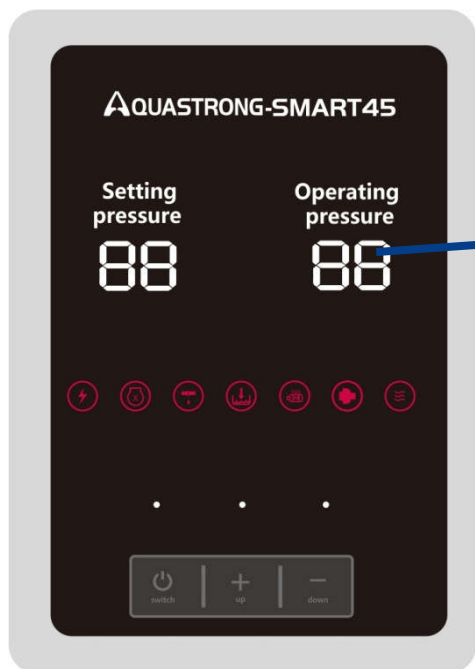 AQUASTRONG-SMART45
Setting Operating
pressure pressure
88 88
switch up down